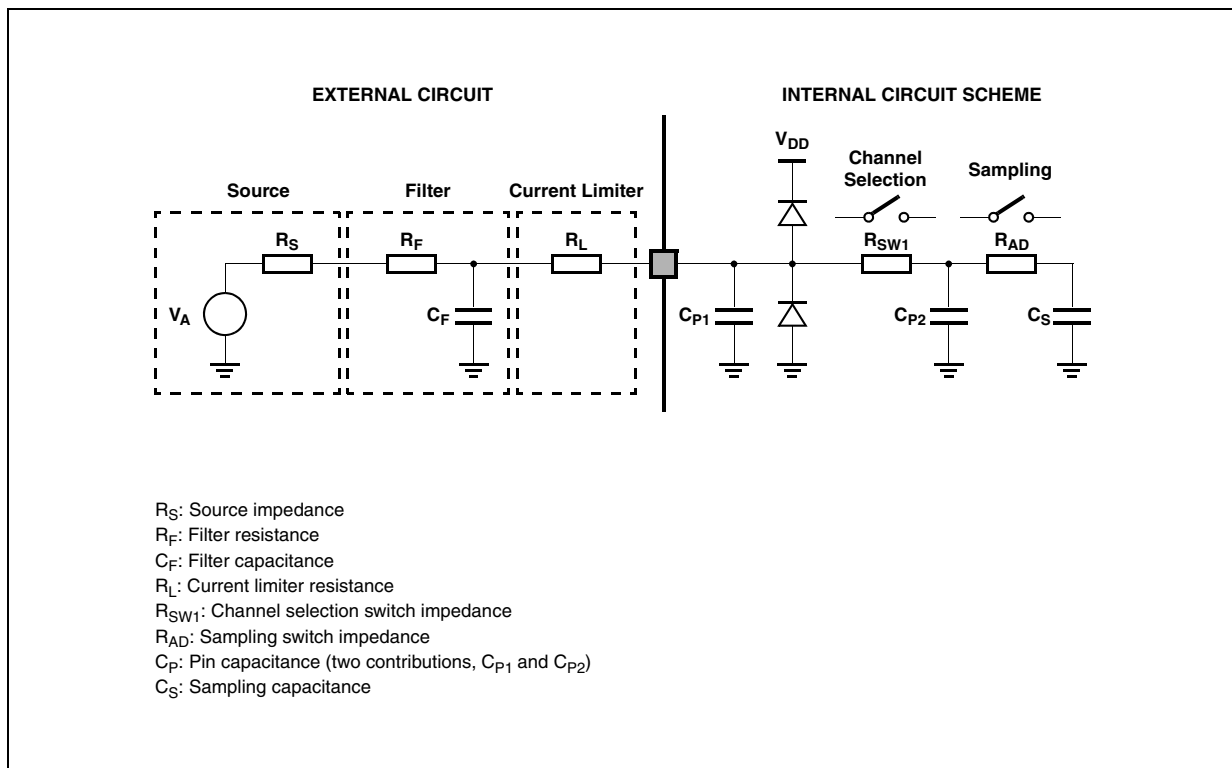 EXTERNAL CIRCUIT
INTERNAL CIRCUIT SCHEME
VDD
Channel
Selection
Sampling
Source
Filter
Current Limiter
RS
RF
RL
RSW1
RAD
VA
CF
CP1
CP2
CS
RS: Source impedance
RF: Filter resistance
CF: Filter capacitance
RL: Current limiter resistance
RSW1: Channel selection switch impedance
RAD: Sampling switch impedance
CP: Pin capacitance (two contributions, CP1 and CP2)
CS: Sampling capacitance